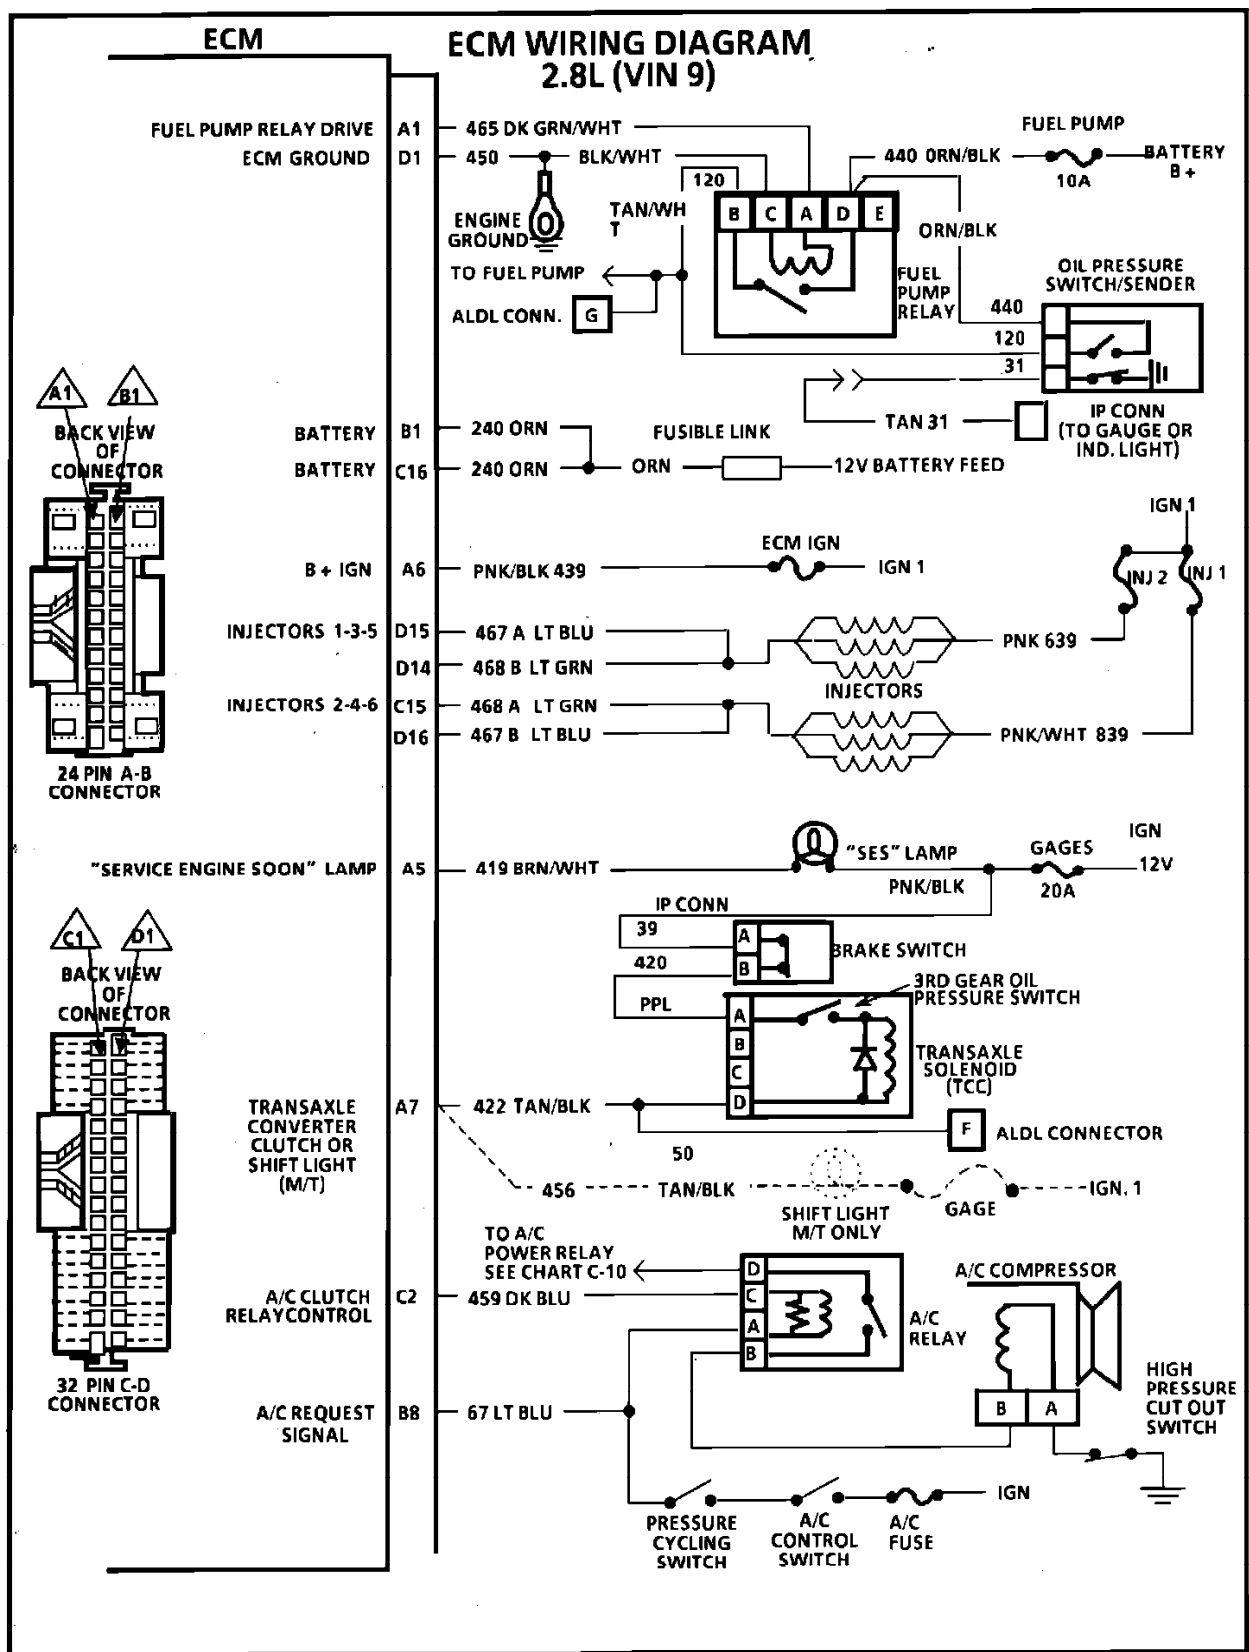 ECM
ECM WIRING DIAGRAM
2.8L (VIN 9)
FUEL PUMP RELAY DRIVE A1 465 DK GRN/WHT
FUEL PUMP
ECM GROUND D1 450 BLK/WHT
440 ORN/BLK
10A
BATTERY
B +
120
TAN/WH
T
B C A D E
ORN/BLK
ENGINE
GROUND
TO FUEL PUMP
ALDL CONN. G
FUEL
PUMP
RELAY
OIL PRESSURE
SWITCH/SENDER
440
120
31
A1 B1
BACK VIEW
OF
CONNECTOR
TAN 31
IP CONN
(TO GAUGE OR
IND. LIGHT)
BATTERY B1 240 ORN
FUSIBLE LINK
BATTERY C16 240 ORN ORN 12V BATTERY FEED
IGN 1
ECM IGN
B + IGN A6 PNK/BLK 439 IGN 1
INJ 2 INJ 1
INJECTORS 1-3-5 D15 467 A LT BLU
PNK 639
D14 468 B LT GRN
INJECTORS
INJECTORS 2-4-6 C15 468 A LT GRN
D16 467 B LT BLU
PNK/WHT 839
24 PIN A-B
CONNECTOR
IGN
12V
"SERVICE ENGINE SOON" LAMP A5 419 BRN/WHT
"SES" LAMP
GAGES
20A
PNK/BLK
IP CONN
39
420
PPL
A
B
BRAKE SWITCH
C1 D1
BACK VIEW
OF
CONNECTOR
3RD GEAR OIL
PRESSURE SWITCH
A
B
C
D
TRANSAXLE
SOLENOID
(TCC)
TRANSAXLE
CONVERTER
CLUTCH OR
SHIFT LIGHT
(M/T)
A7 422 TAN/BLK
F ALDL CONNECTOR
50
456 TAN/BLK
IGN. 1
SHIFT LIGHT
M/T ONLY
GAGE
TO A/C
POWER RELAY
SEE CHART C-10
D
C
A
B
A/C
RELAY
A/C COMPRESSOR
A/C CLUTCH
RELAY CONTROL
C2 459 DK BLU
B A
HIGH
PRESSURE
CUT OUT
SWITCH
32 PIN C-D
CONNECTOR
A/C REQUEST
SIGNAL
B8 67 LT BLU
IGN
PRESSURE
CYCLING
SWITCH
A/C
CONTROL
SWITCH
A/C
FUSE